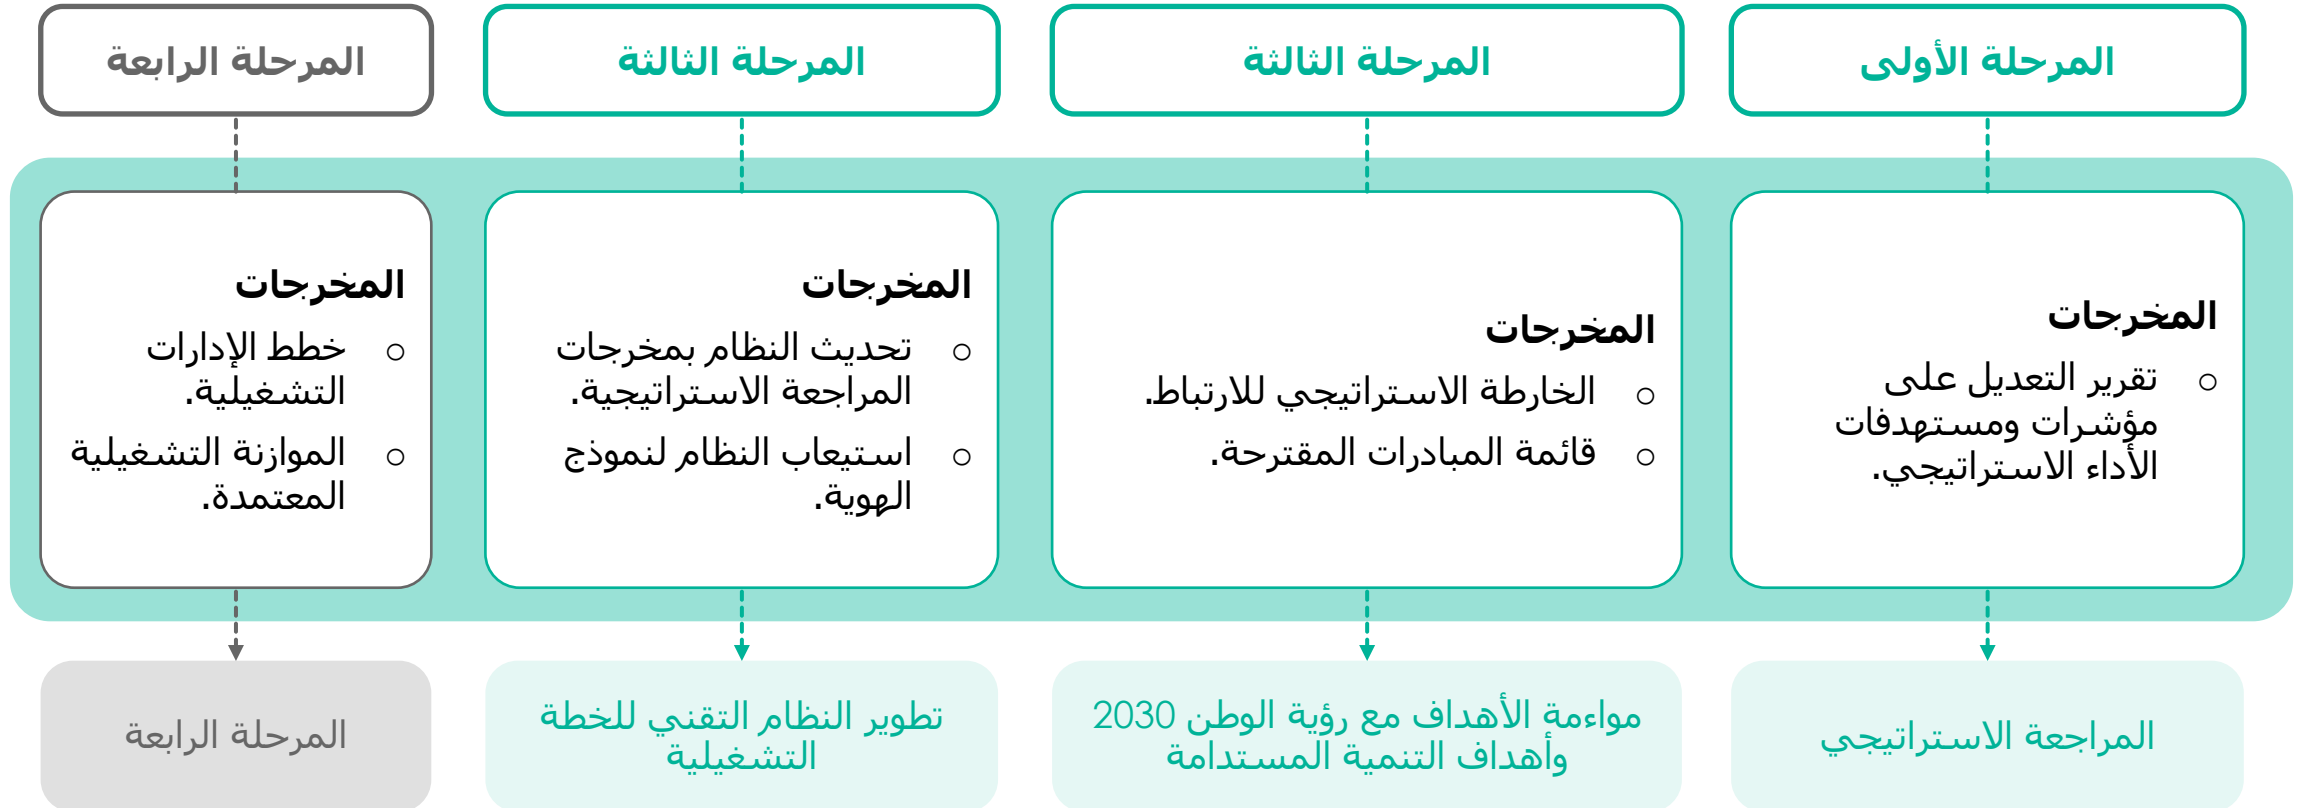 المرحلة الأولى
المخرجات
○ تقرير التعديل على
مؤشرات ومستهدفات
الأداء الاستراتيجي.
المراجعة الاستراتيجي
المرحلة الثالثة
المخرجات
○ الخارطة الاستراتيجي للارتباط.
○ قائمة المبادرات المقترحة.
مواءمة الأهداف مع رؤية الوطن 2030
وأهداف التنمية المستدامة
المرحلة الثالثة
المخرجات
○ تحديث النظام بمخرجات
المراجعة الاستراتيجية.
○ استيعاب النظام لنموذج
الهوية.
تطوير النظام التقني للخطة
التشغيلية
المرحلة الرابعة
المخرجات
○ خطط الإدارات
التشغيلية.
○ الموازنة التشغيلية
المعتمدة.
المرحلة الرابعة